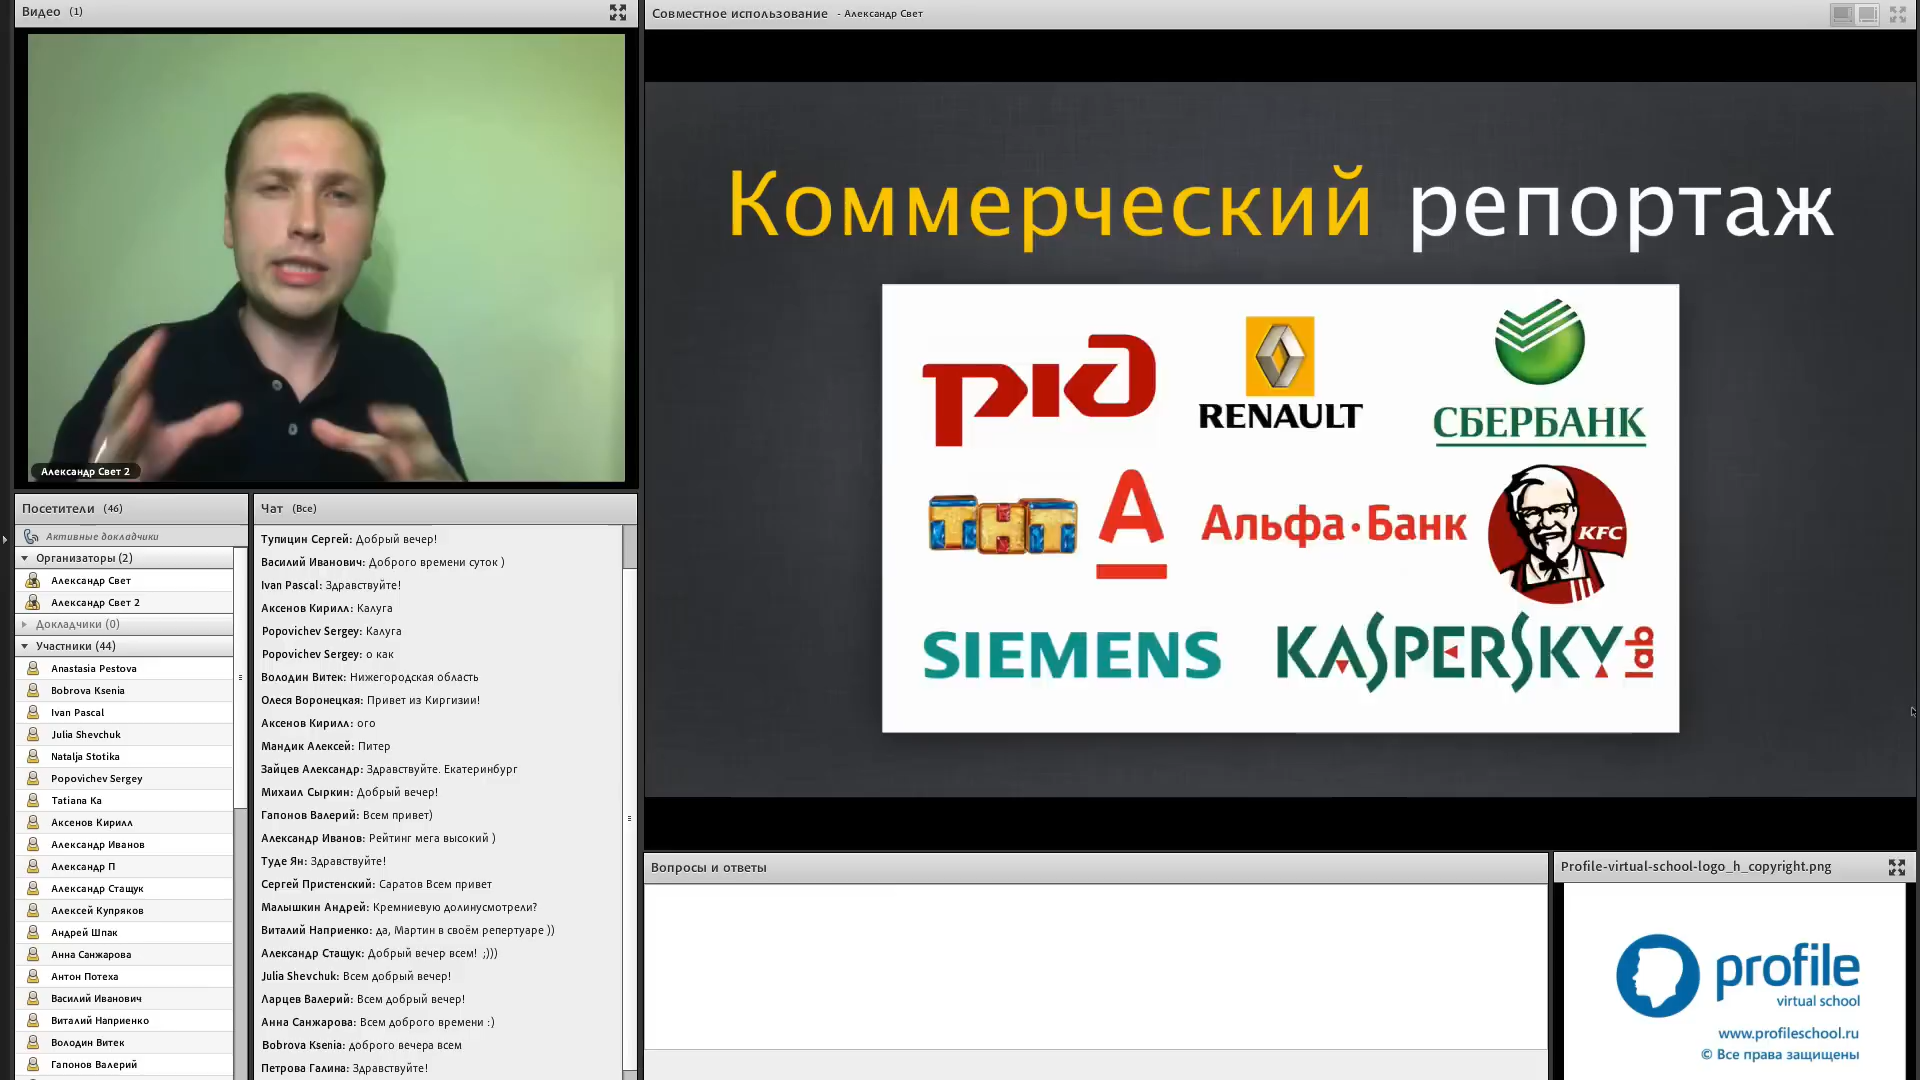 Видео (1)
Александр Свет 2
Посетители (46)
Активные докладчики
Организаторы (2)
Александр Свет
Александр Свет 2
Докладчики (0)
Участники (44)
Anastasia Pestova
Bobrova Ksenia
Ivan Pascal
Julia Shevchuk
Natalja Stotika
Popovichev Sergey
Tatiana Ka
Аксенов Кирилл
Александр Иванов
Александр П
Александр Стащук
Алексей Купряков
Андрей Шпак
Анна Санжарова
Антон Потеха
Василий Иванович
Виталий Наприенко
Володин Витек
Гапонов Валерий
Чат (Все)
Тупицин Сергей: Добрый вечер!
Василий Иванович: Доброго времени суток )
Ivan Pascal: Здравствуйте!
Аксенов Кирилл: Калуга
Popovichev Sergey: Калуга
Popovichev Sergey: о как
Володин Витек: Нижегородская область
Олеся Воронецкая: Привет из Киргизии!
Аксенов Кирилл: ого
Мандик Алексей: Питер
Зайцев Александр: Здравствуйте. Екатеринбург
Михаил Сыркин: Добрый вечер!
Гапонов Валерий: Всем привет)
Александр Иванов: Рейтинг мега высокий )
Туде Ян: Здравствуйте!
Сергей Пристенский: Саратов Всем привет
Малышкин Андрей: Кремниевую долинусмотрели?
Виталий Наприенко: да, Мартин в своём репертуаре ))
Александр Стащук: Добрый вечер всем! ;)))
Julia Shevchuk: Всем добрый вечер!
Ларцев Валерий: Всем добрый вечер!
Анна Санжарова: Всем доброго времени :)
Bobrova Ksenia: доброго вечера всем
Петрова Галина: Здравствуйте!
Совместное использование - Александр Свет
Коммерческий репортаж
ржд
RENAULT
СБЕРБАНК
ТНТ
А
Альфа·Банк
KFC
SIEMENS
KASPERSKY lab
Вопросы и ответы
Profile-virtual-school-logo_h_copyright.png
profile
virtual school
www.profileschool.ru
© Все права защищены